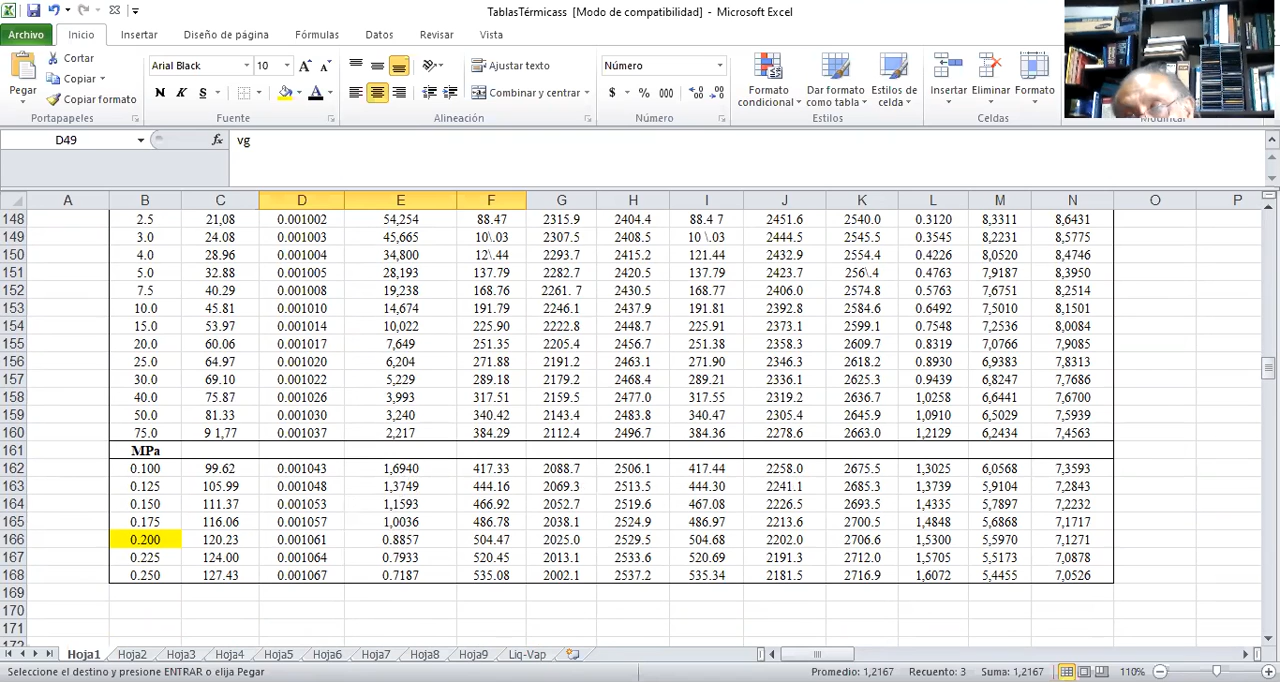 TablasTérmicass [Modo de compatibilidad] - Microsoft Excel
Archivo Inicio Insertar Diseño de página Fórmulas Datos Revisar Vista
Pegar Cortar Copiar Copiar formato
Arial Black 10 A A
N K S A
Ajustar texto
Combinar y centrar
Número
$ % 000
Formato condicional Dar formato como tabla Estilos de celda Insertar Eliminar Formato
Portapapeles Fuente Alineación Número Estilos Celdas Modificar
D49 fx vg
A B C D E F G H I J K L M N O P
148 2.5 21,08 0.001002 54,254 88.47 2315.9 2404.4 88.4 7 2451.6 2540.0 0.3120 8,3311 8,6431
149 3.0 24.08 0.001003 45,665 10\.03 2307.5 2408.5 10 \.03 2444.5 2545.5 0.3545 8,2231 8,5775
150 4.0 28.96 0.001004 34,800 12\.44 2293.7 2415.2 121.44 2432.9 2554.4 0.4226 8,0520 8,4746
151 5.0 32.88 0.001005 28,193 137.79 2282.7 2420.5 137.79 2423.7 256\.4 0.4763 7,9187 8,3950
152 7.5 40.29 0.001008 19,238 168.76 2261. 7 2430.5 168.77 2406.0 2574.8 0.5763 7,6751 8,2514
153 10.0 45.81 0.001010 14,674 191.79 2246.1 2437.9 191.81 2392.8 2584.6 0.6492 7,5010 8,1501
154 15.0 53.97 0.001014 10,022 225.90 2222.8 2448.7 225.91 2373.1 2599.1 0.7548 7,2536 8,0084
155 20.0 60.06 0.001017 7,649 251.35 2205.4 2456.7 251.38 2358.3 2609.7 0.8319 7,0766 7,9085
156 25.0 64,97 0.001020 6,204 271.88 2191.2 2463.1 271.90 2346.3 2618.2 0.8930 6,9383 7,8313
157 30.0 69.10 0.001022 5,229 289.18 2179.2 2468.4 289.21 2336.1 2625.3 0.9439 6,8247 7,7686
158 40.0 75.87 0.001026 3,993 317.51 2159.5 2477.0 317.55 2319.2 2636.7 1,0258 6,6441 7,6700
159 50.0 81.33 0.001030 3,240 340.42 2143.4 2483.8 340.47 2305.4 2645.9 1,0910 6,5029 7,5939
160 75.0 9 1,77 0.001037 2,217 384.29 2112.4 2496.7 384.36 2278.6 2663.0 1,2129 6,2434 7,4563
161 MPa
162 0.100 99.62 0.001043 1,6940 417.33 2088.7 2506.1 417.44 2258.0 2675.5 1,3025 6,0568 7,3593
163 0.125 105.99 0.001048 1,3749 444.16 2069.3 2513.5 444.30 2241.1 2685.3 1,3739 5,9104 7,2843
164 0.150 111.37 0.001053 1,1593 466.92 2052.7 2519.6 467.08 2226.5 2693.5 1,4335 5,7897 7,2232
165 0.175 116.06 0.001057 1,0036 486.78 2038.1 2524.9 486.97 2213.6 2700.5 1,4848 5,6868 7,1717
166 0.200 120.23 0.001061 0.8857 504.47 2025.0 2529.5 504.68 2202.0 2706.6 1,5300 5,5970 7,1271
167 0.225 124.00 0.001064 0.7933 520.45 2013.1 2533.6 520.69 2191.3 2712.0 1,5705 5,5173 7,0878
168 0.250 127.43 0.001067 0.7187 535.08 2002.1 2537.2 535.34 2181.5 2716.9 1,6072 5,4455 7,0526
169
170
171
Hoja1 Hoja2 Hoja3 Hoja4 Hoja5 Hoja6 Hoja7 Hoja8 Hoja9 Liq-Vap
Seleccione el destino y presione ENTRAR o elija Pegar Promedio: 1,2167 Recuento: 3 Suma: 1,2167 110%